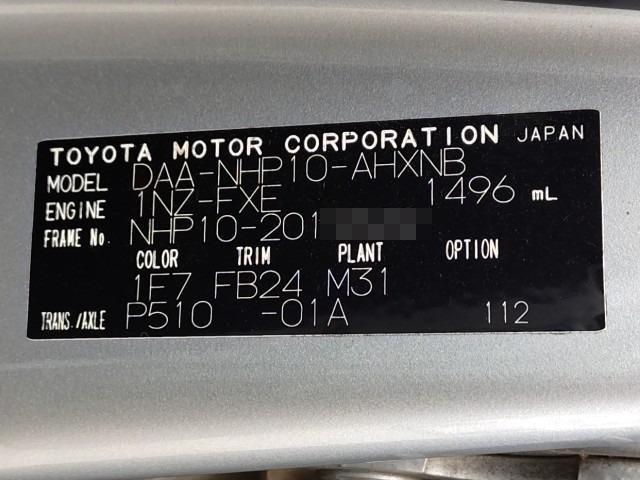 TOYOTA MOTOR CORPORATION JAPAN
MODEL DAA-NHP10-AHXNB
ENGINE 1NZ-FXE 1496 mL
FRAME No. NHP10-201
COLOR TRIM PLANT OPTION
1F7 FB24 M31
TRANS./AXLE P510 -01A 112